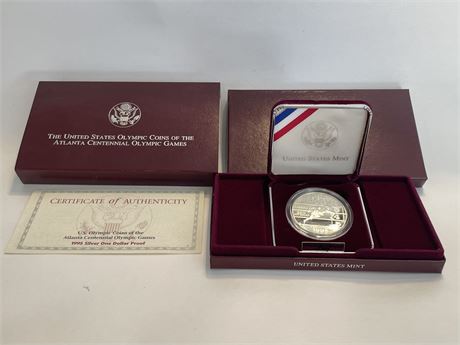 The United States Olympic Coins of the
Atlanta Centennial Olympic Games
United States Mint
Certificate of Authenticity
U.S. Olympic Coins of the
Atlanta Centennial Olympic Games
1995 Silver One Dollar Proof
1995
UNITED STATES MINT